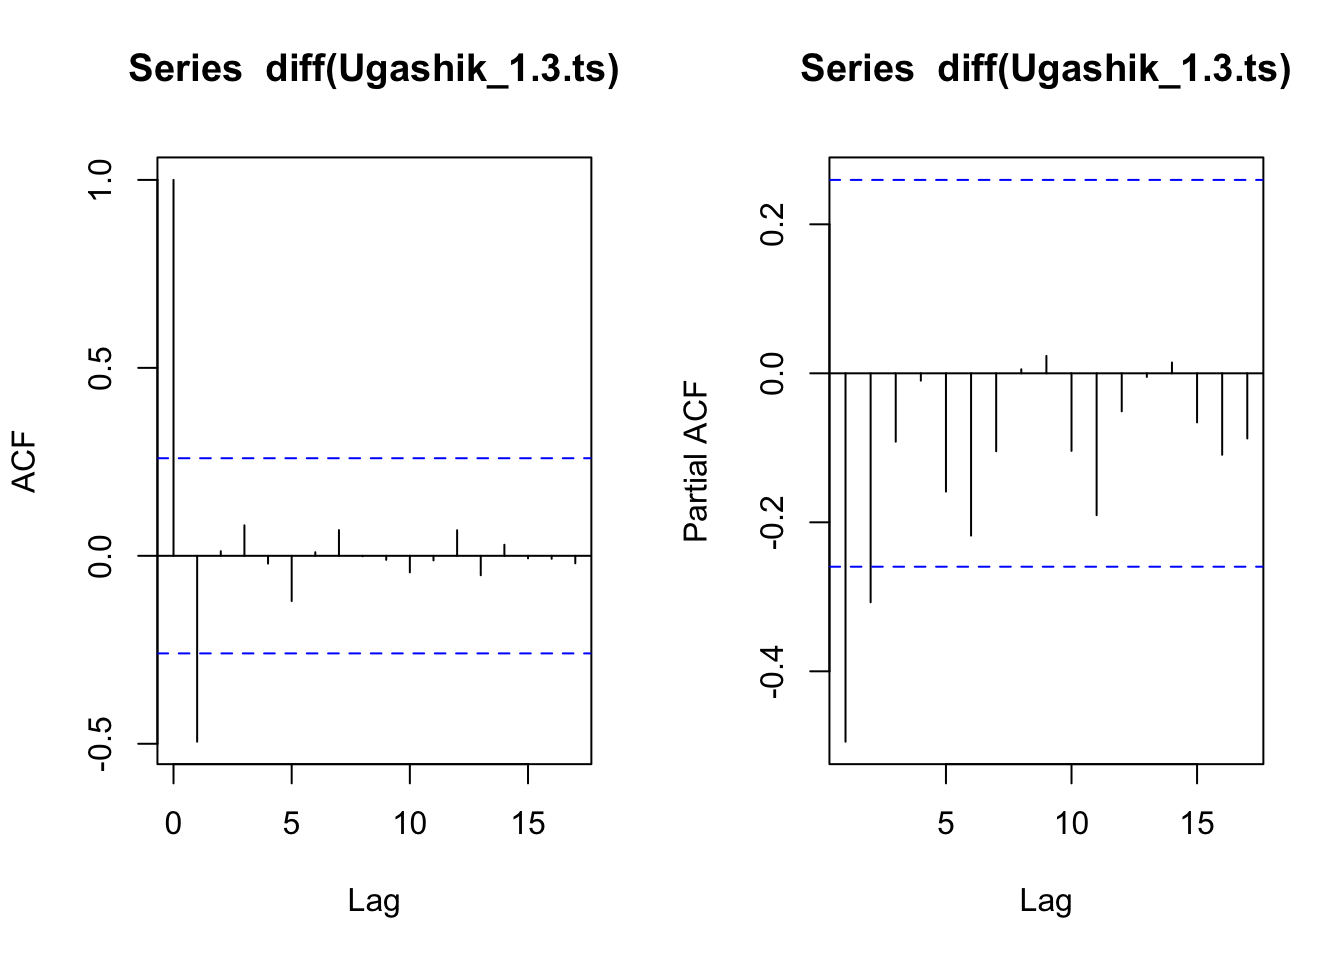 Series  diff(Ugashik_1.3.ts)
ACF
1.0
0.5
0.0
-0.5
0 5 10 15
Lag
Series  diff(Ugashik_1.3.ts)
Partial ACF
0.2
0.0
-0.2
-0.4
5 10 15
Lag